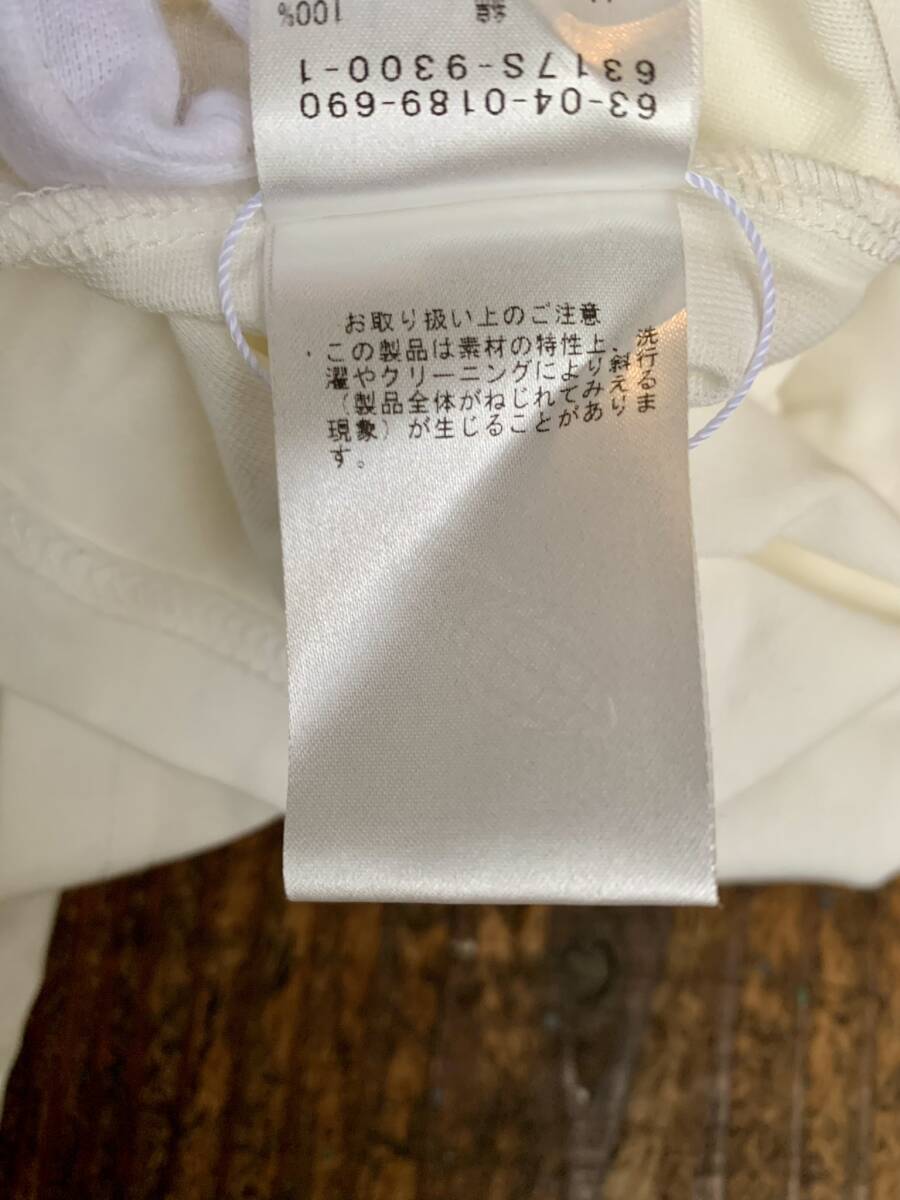 63-04-0189-690
6317S-9300-1
綿 100%
お取り扱い上のご注意
・この製品は素材の特性上、洗
濯やクリーニングにより斜行
（製品全体がねじれてみえる
現象）が生じることがありま
す。